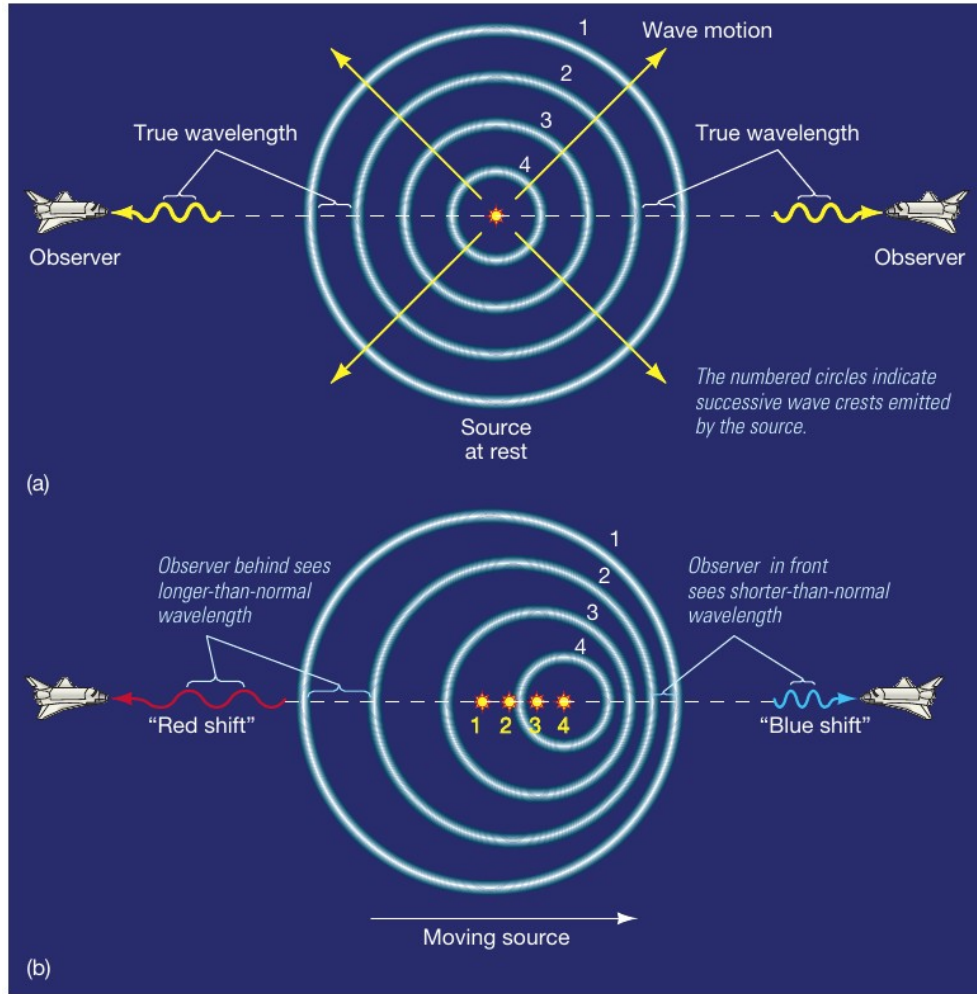 1
Wave motion
2
3
4
True wavelength
True wavelength
Observer
Observer
The numbered circles indicate
successive wave crests emitted
by the source.
Source
at rest
(a)
1
Observer behind sees
longer-than-normal
wavelength
2
Observer in front
sees shorter-than-normal
wavelength
3
4
"Red shift"
1 2 3 4
"Blue shift"
Moving source
(b)